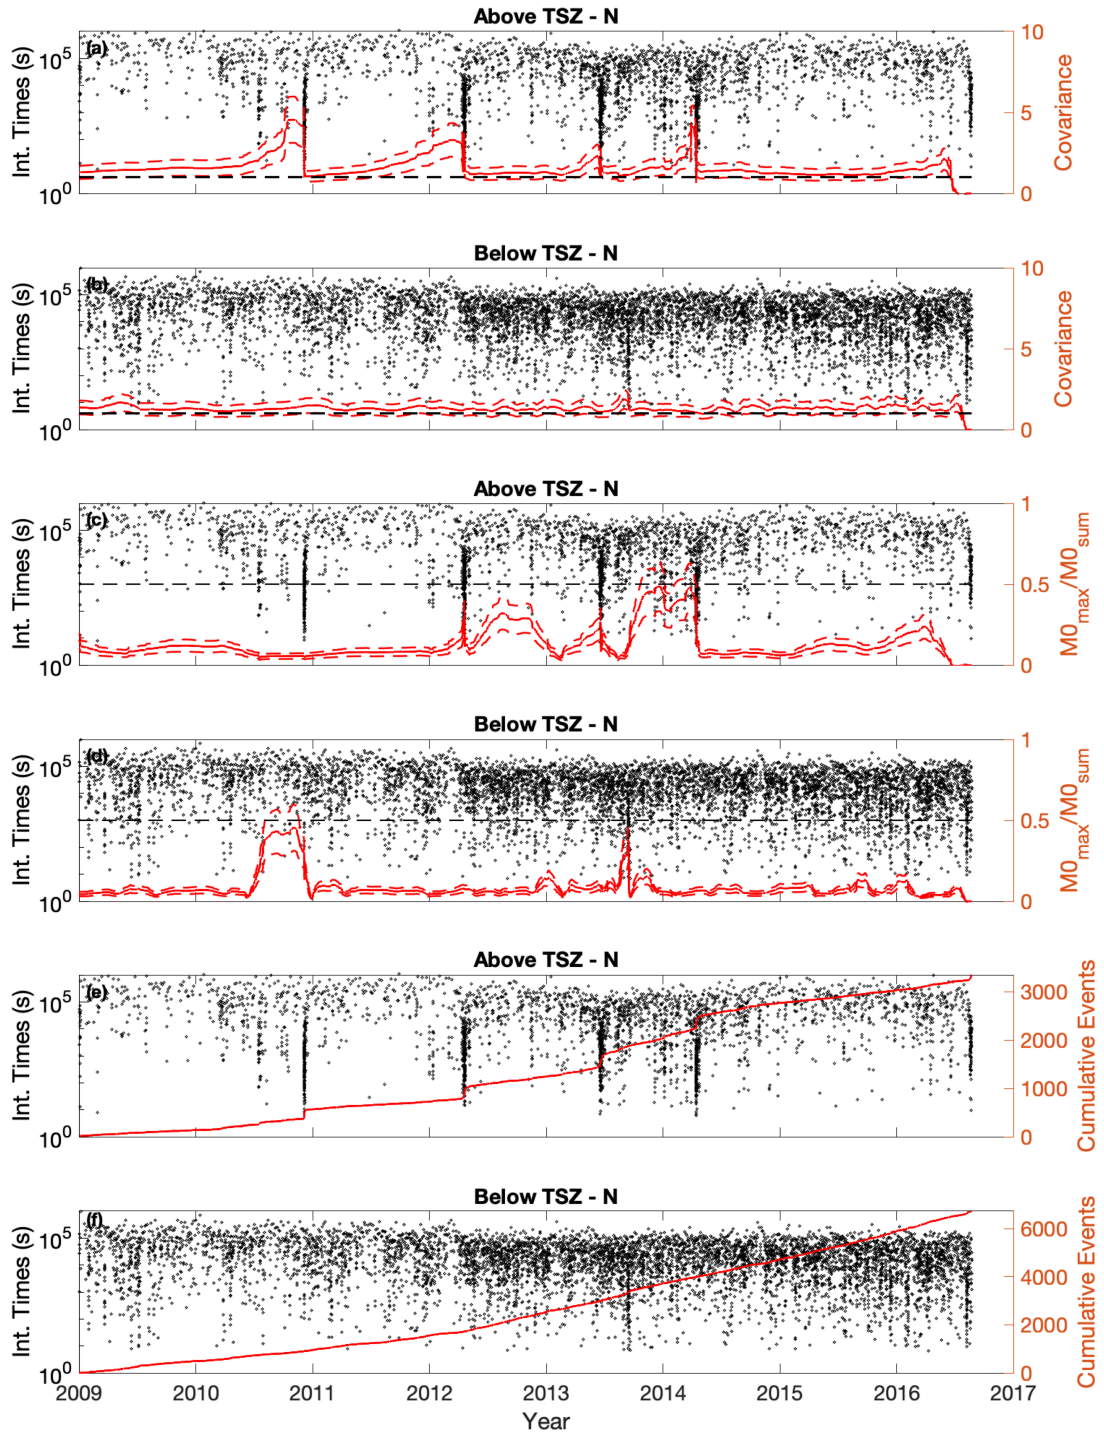 Above TSZ - N
(a)
Int. Times (s)
10^5
10^0
10
5
0
Covariance
Below TSZ - N
(b)
Int. Times (s)
10^5
10^0
10
5
0
Covariance
Above TSZ - N
(c)
Int. Times (s)
10^5
10^0
1
0.5
0
M0_max/M0_sum
Below TSZ - N
(d)
Int. Times (s)
10^5
10^0
1
0.5
0
M0_max/M0_sum
Above TSZ - N
(e)
Int. Times (s)
10^5
10^0
3000
2000
1000
0
Cumulative Events
Below TSZ - N
(f)
Int. Times (s)
10^5
10^0
6000
4000
2000
0
Cumulative Events
2009 2010 2011 2012 2013 2014 2015 2016 2017
Year